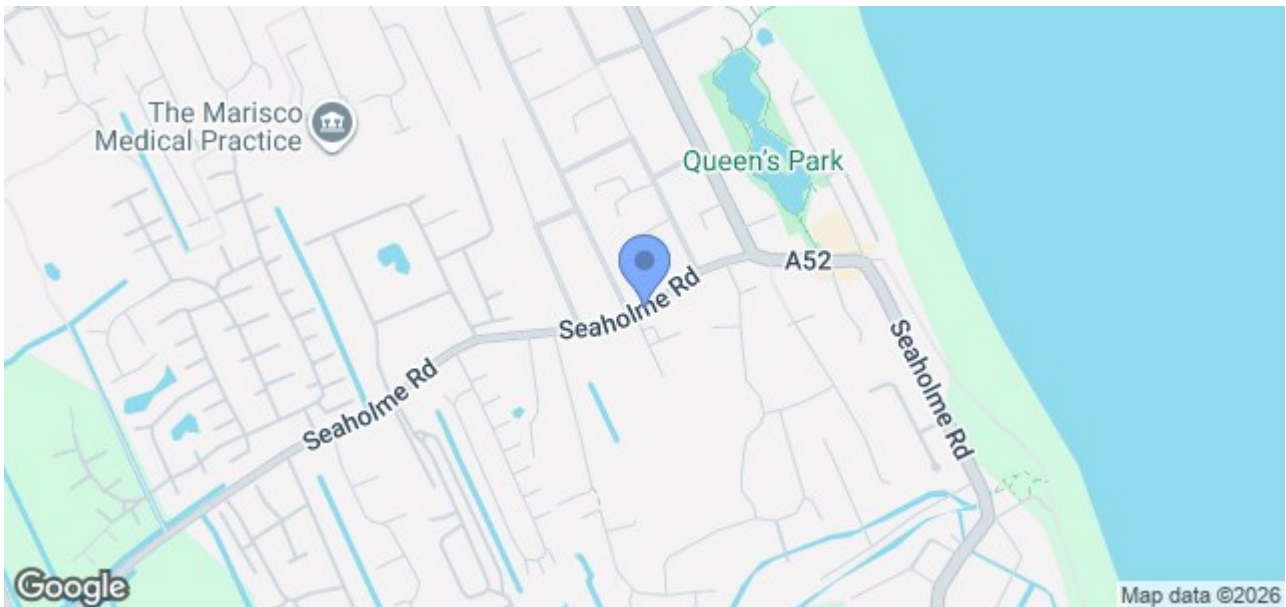 The Marisco
Medical Practice
Queen's Park
A52
Seaholme Rd
Seaholme Rd
Seaholme Rd
Google
Map data ©2026